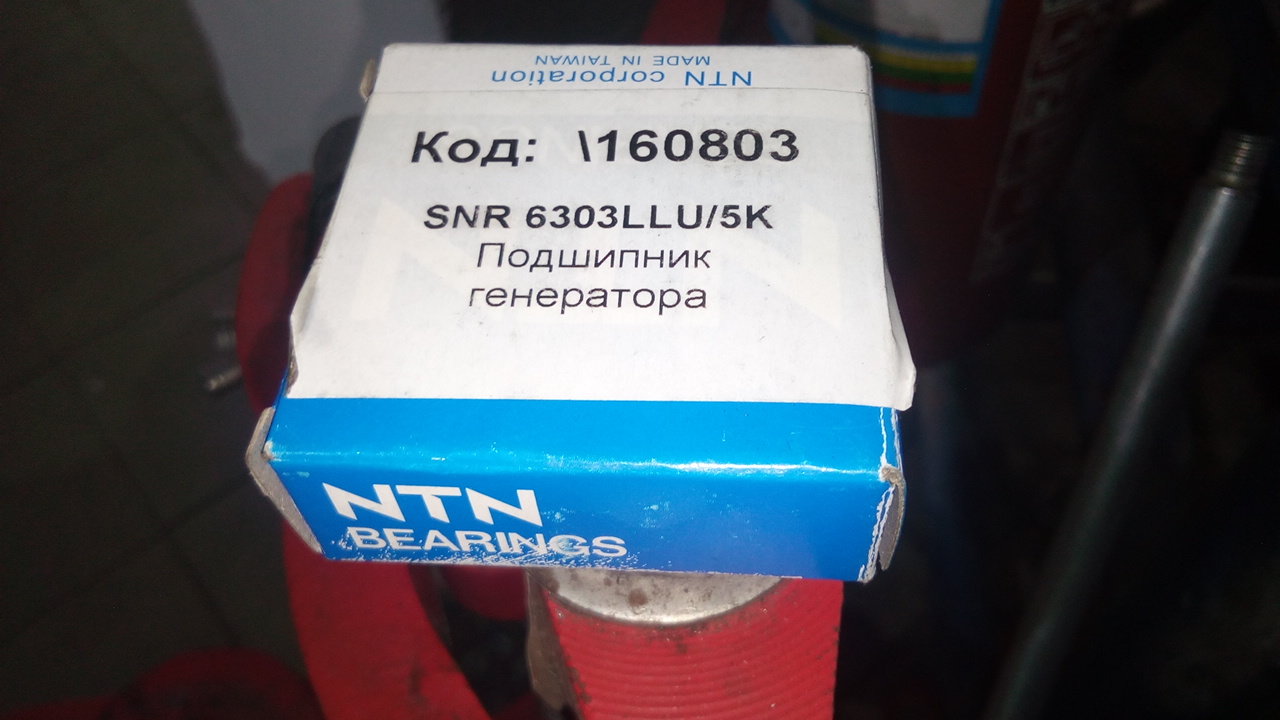 NTN corporation
MADE IN TAIWAN
Код: \160803
SNR 6303LLU/5K
Подшипник
генератора
NTN
BEARINGS